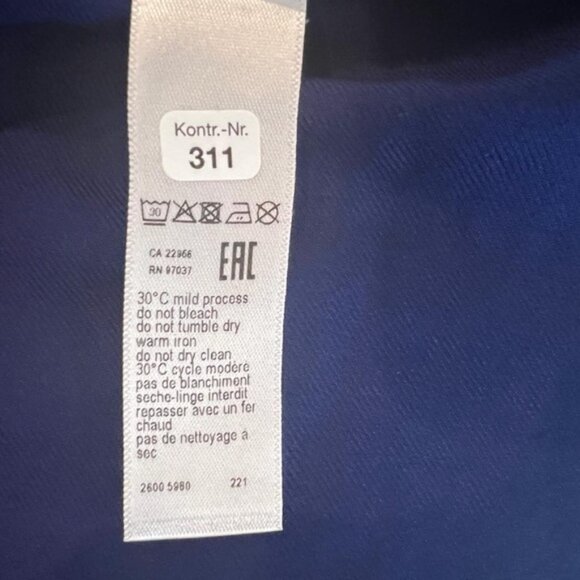 Kontr.-Nr.
311
30
CA 22966
RN 97037
EAC
30°C mild process
do not bleach
do not tumble dry
warm iron
do not dry clean
30°C cycle modère
pas de blanchiment
seche-linge interdit
repasser avec un fer
chaud
pas de nettoyage à
sec
2600 5980 221